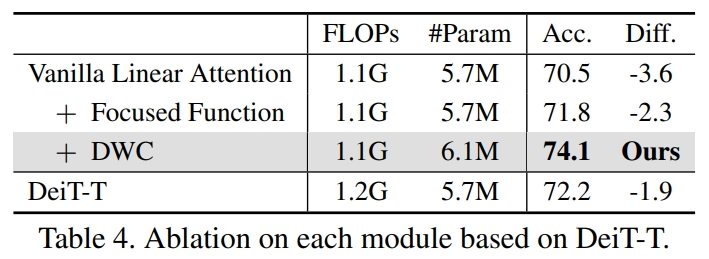 FLOPs #Param Acc. Diff.
Vanilla Linear Attention 1.1G 5.7M 70.5 -3.6
+ Focused Function 1.1G 5.7M 71.8 -2.3
+ DWC 1.1G 6.1M 74.1 Ours
DeiT-T 1.2G 5.7M 72.2 -1.9
Table 4. Ablation on each module based on DeiT-T.